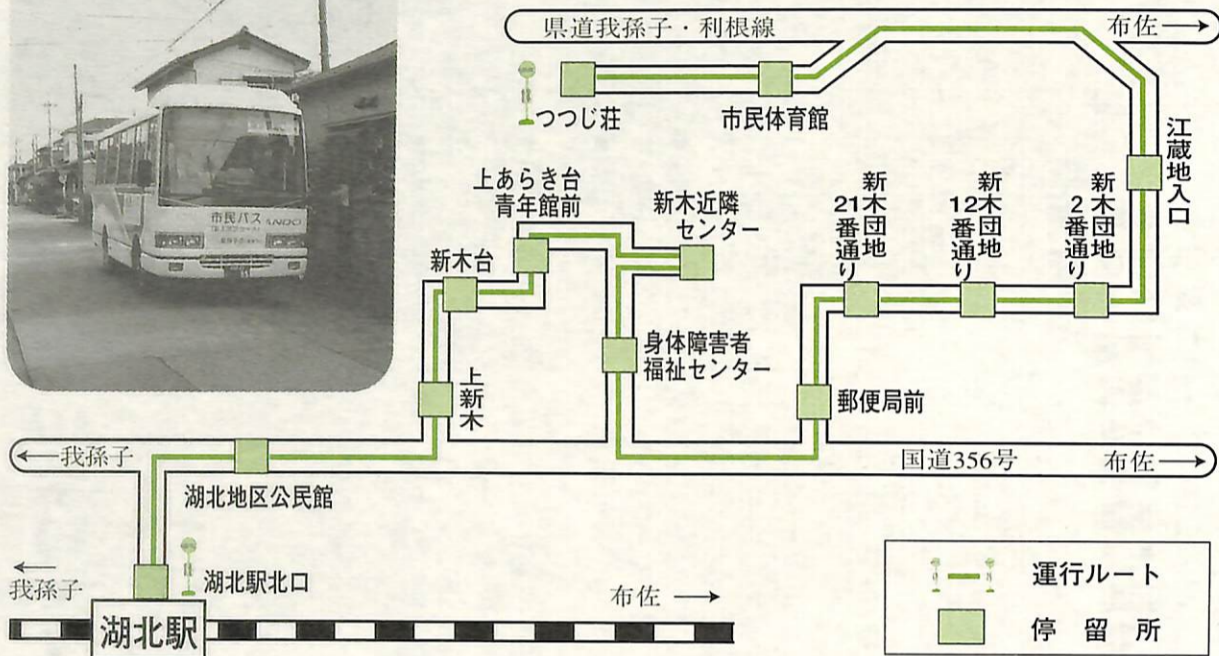 県道我孫子・利根線
布佐→
つつじ荘
市民体育館
江蔵地入口
上あらき台
青年館前
新木近隣
センター
新木団地
21番通り
新木団地
12番通り
新木団地
2番通り
市民バス
新木台
身体障害者
福祉センター
上新木
郵便局前
←我孫子
国道356号
布佐→
湖北地区公民館
←
我孫子
湖北駅北口
布佐→
湖北駅
運行ルート
停留所